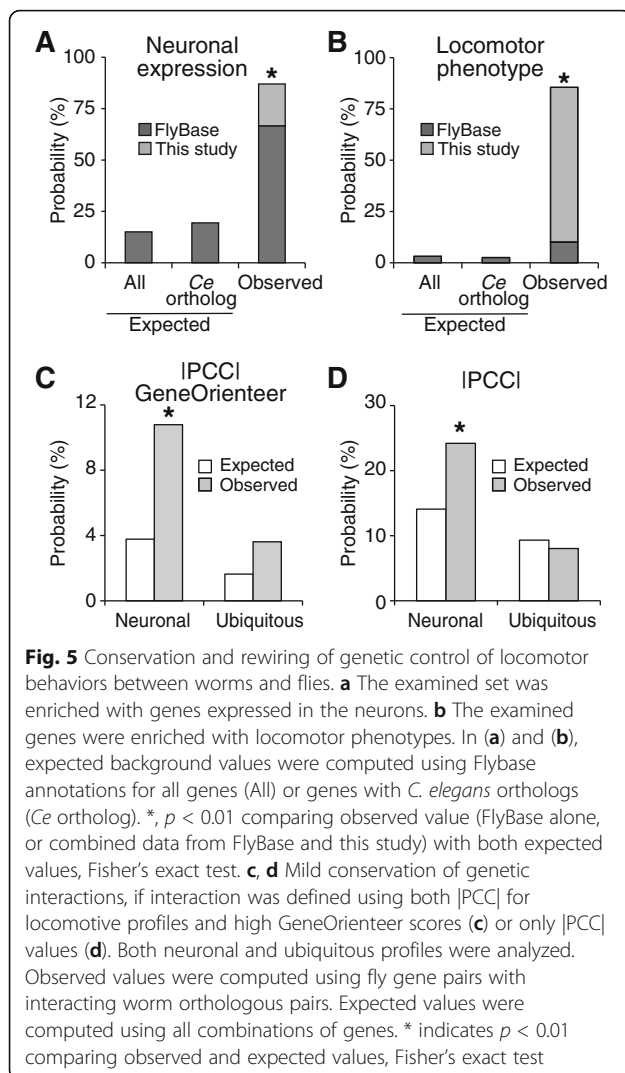 A
Neuronal
expression
Probability (%)
100
75
50
25
0
*
FlyBase
This study
All
Ce
ortholog
Observed
Expected
B
Locomotor
phenotype
Probability (%)
100
75
50
25
0
*
FlyBase
This study
All
Ce
ortholog
Observed
Expected
C
|PCC|
GeneOrienteer
Probability (%)
12
8
4
0
*
Expected
Observed
Neuronal
Ubiquitous
D
|PCC|
Probability (%)
30
20
10
0
*
Expected
Observed
Neuronal
Ubiquitous
Fig. 5 Conservation and rewiring of genetic control of locomotor
behaviors between worms and flies. a The examined set was
enriched with genes expressed in the neurons. b The examined
genes were enriched with locomotor phenotypes. In (a) and (b),
expected background values were computed using Flybase
annotations for all genes (All) or genes with C. elegans orthologs
(Ce ortholog). *, p < 0.01 comparing observed value (FlyBase alone,
or combined data from FlyBase and this study) with both expected
values, Fisher's exact test. c, d Mild conservation of genetic
interactions, if interaction was defined using both |PCC| for
locomotive profiles and high GeneOrienteer scores (c) or only |PCC|
values (d). Both neuronal and ubiquitous profiles were analyzed.
Observed values were computed using fly gene pairs with
interacting worm orthologous pairs. Expected values were
computed using all combinations of genes. * indicates p < 0.01
comparing observed and expected values, Fisher's exact test